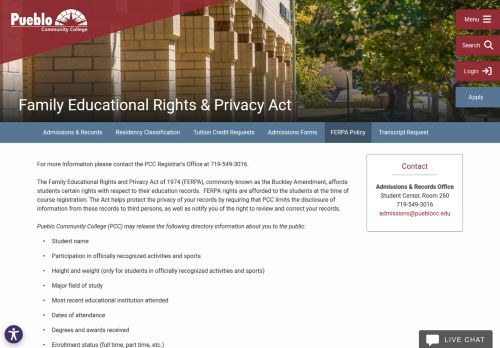 Pueblo
Community College
Menu
Search
Login
Apply
Family Educational Rights & Privacy Act
Admissions & Records
Residency Classification
Tuition Credit Requests
Admissions Forms
FERPA Policy
Transcript Request
For more Information please contact the PCC Registrar's Office at 719-549-3016.
The Family Educational Rights and Privacy Act of 1974 (FERPA), commonly known as the Buckley Amendment, affords
students certain rights with respect to their education records. FERPA rights are afforded to the students at the time of
course registration. The Act helps protect the privacy of your records by requiring that PCC limits the disclosure of
information from these records to third persons, as well as notify you of the right to review and correct your records.
Pueblo Community College (PCC) may release the following directory information about you to the public:
• Student name
• Participation in officially recognized activities and sports
• Height and weight (only for students in officially recognized activities and sports)
• Major field of study
• Most recent educational institution attended
• Dates of attendance
• Degrees and awards received
• Enrollment status (full time, part time, etc.)
Contact
Admissions & Records Office
Student Center, Room 260
719-549-3016
admissions@pueblocc.edu
LIVE CHAT